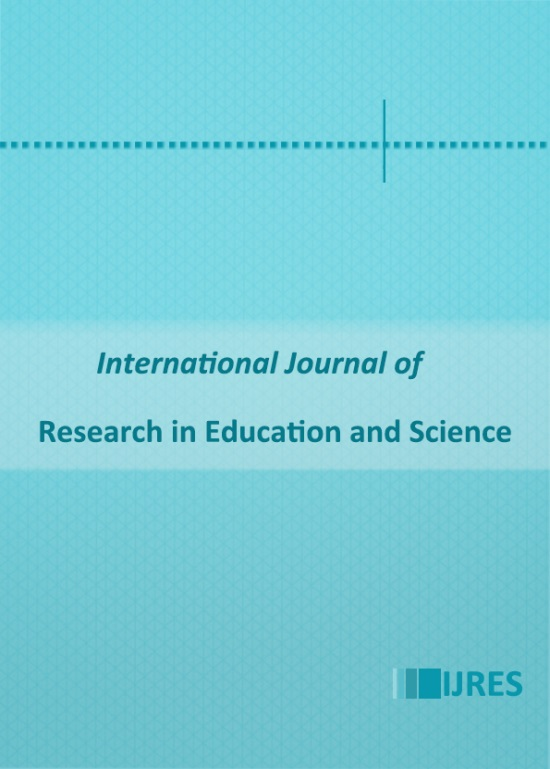 International Journal of
Research in Education and Science
IJRES